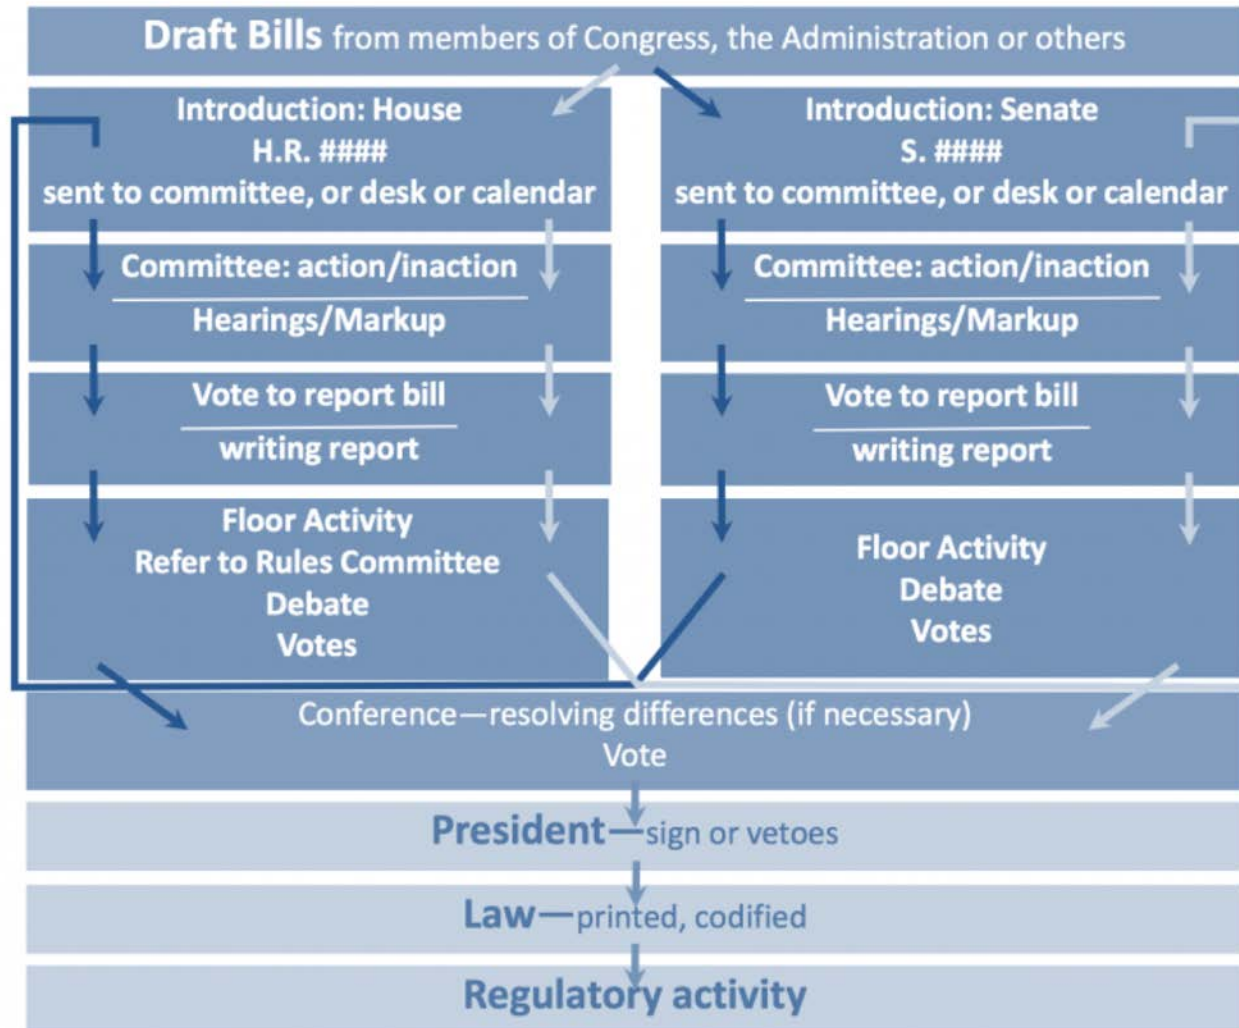 Draft Bills from members of Congress, the Administration or others
Introduction: House
H.R. ####
sent to committee, or desk or calendar
Committee: action/inaction
Hearings/Markup
Vote to report bill
writing report
Floor Activity
Refer to Rules Committee
Debate
Votes
Introduction: Senate
S. ####
sent to committee, or desk or calendar
Committee: action/inaction
Hearings/Markup
Vote to report bill
writing report
Floor Activity
Debate
Votes
Conference—resolving differences (if necessary)
Vote
President—sign or vetoes
Law—printed, codified
Regulatory activity